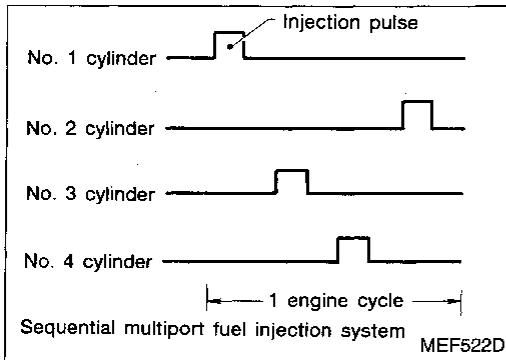 Injection pulse
No. 1 cylinder
No. 2 cylinder
No. 3 cylinder
No. 4 cylinder
1 engine cycle
Sequential multiport fuel injection system
MEF522D